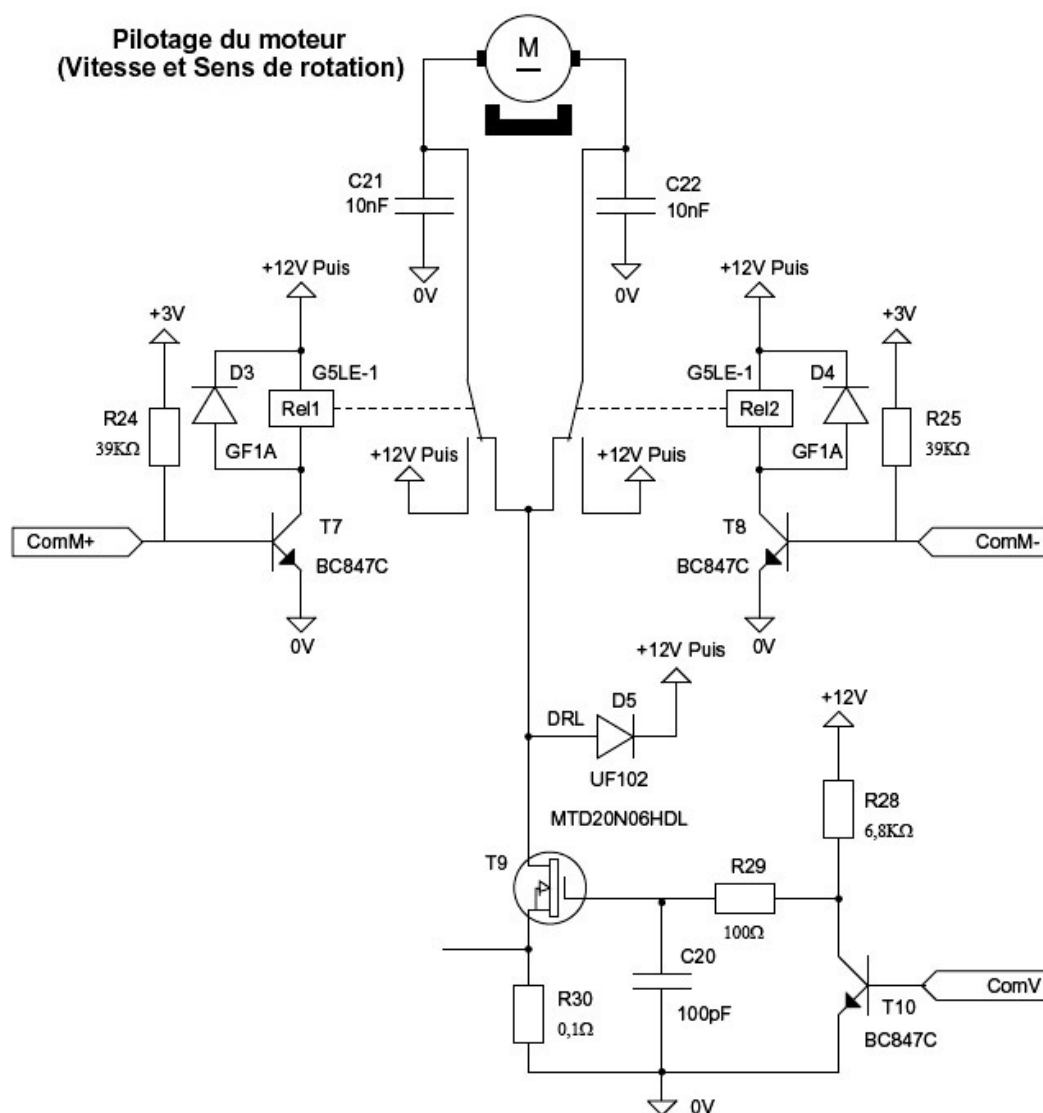 Pilotage du moteur
(Vitesse et Sens de rotation)
M
C21
10nF
C22
10nF
0V
0V
+12V Puis
+12V Puis
+3V
+3V
D3
G5LE-1
G5LE-1
D4
R24
39KΩ
Rel1
Rel2
R25
39KΩ
GF1A
GF1A
+12V Puis
+12V Puis
ComM+
T7
BC847C
T8
BC847C
ComM-
0V
0V
+12V Puis
D5
DRL
UF102
+12V
MTD20N06HDL
R28
6,8KΩ
T9
R29
100Ω
C20
100pF
R30
0,1Ω
ComV
T10
BC847C
0V